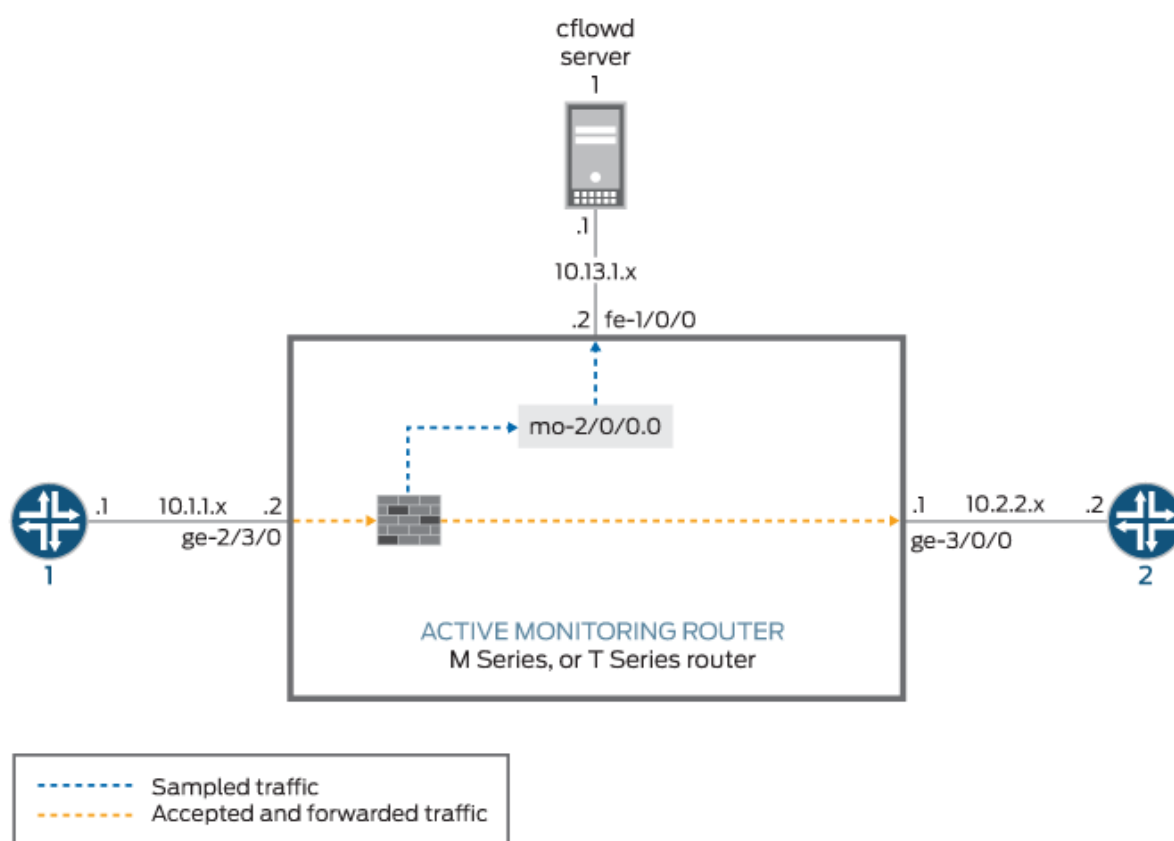 cflowd
server
1
.1
10.13.1.x
.2 fe-1/0/0
mo-2/0/0.0
.1 10.1.1.x .2
ge-2/3/0
1
.1 10.2.2.x .2
ge-3/0/0
2
ACTIVE MONITORING ROUTER
M Series, or T Series router
Sampled traffic
Accepted and forwarded traffic